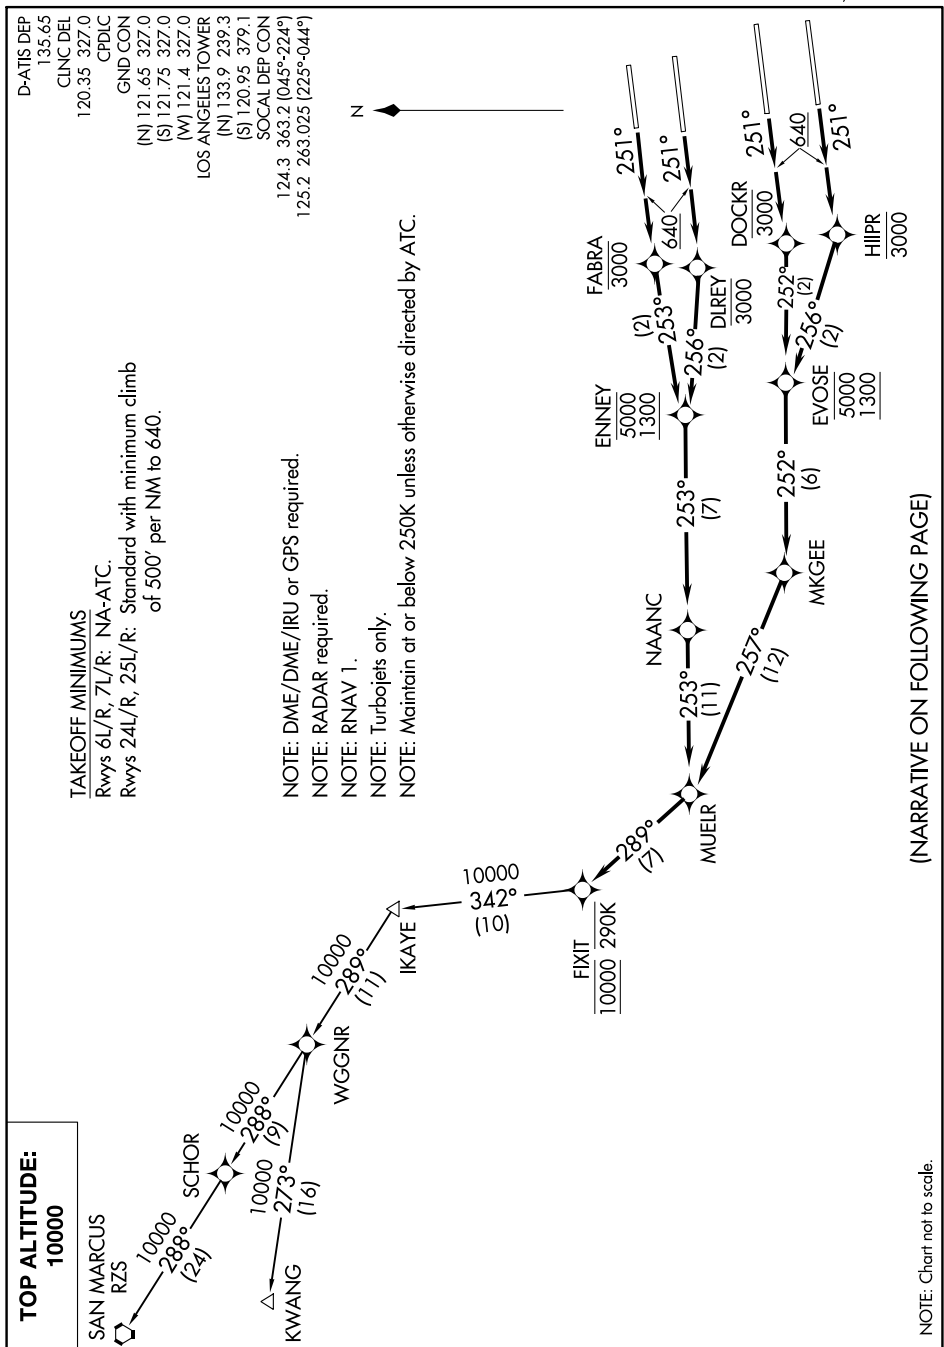 TOP ALTITUDE:
10000
D-ATIS DEP
135.65
CLNC DEL
120.35 327.0
CPDLC
GND CON
(N) 121.65 327.0
(S) 121.75 327.0
(W) 121.4 327.0
LOS ANGELES TOWER
(N) 133.9 239.3
(S) 120.95 379.1
SOCAL DEP CON
124.3 363.2 (045°-224°)
125.2 263.025 (225°-044°)
TAKEOFF MINIMUMS
Rwys 6L/R, 7L/R: NA-ATC.
Rwys 24L/R, 25L/R: Standard with minimum climb
of 500' per NM to 640.
NOTE: DME/DME/IRU or GPS required.
NOTE: RADAR required.
NOTE: RNAV 1.
NOTE: Turbojets only.
NOTE: Maintain at or below 250K unless otherwise directed by ATC.
N
SAN MARCUS
RZS
10000
288°
(24)
SCHOR
10000
288°
(9)
KWANG
10000
273°
(16)
WGGNR
10000
289°
(11)
IKAYE
10000
342°
(10)
FIXIT
10000 290K
289°
(7)
MUELR
253°
(11)
NAANC
253°
(7)
ENNEY
5000
1300
(2)
253°
FABRA
3000
251°
256°
(2)
DLREY
3000
640
251°
257°
(12)
MKGEE
252°
(6)
EVOSE
5000
1300
252°
(2)
DOCKR
3000
251°
640
256°
(2)
HIIPR
3000
251°
(NARRATIVE ON FOLLOWING PAGE)
NOTE: Chart not to scale.